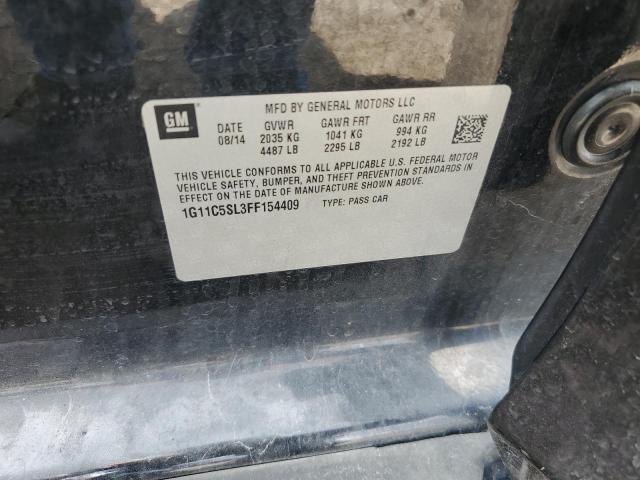 GM
MFD BY GENERAL MOTORS LLC
DATE GVWR GAWR FRT GAWR RR
08/14 2035 KG 1041 KG 994 KG
4487 LB 2295 LB 2192 LB
THIS VEHICLE CONFORMS TO ALL APPLICABLE U.S. FEDERAL MOTOR
VEHICLE SAFETY, BUMPER, AND THEFT PREVENTION STANDARDS IN
EFFECT ON THE DATE OF MANUFACTURE SHOWN ABOVE.
1G11C5SL3FF154409 TYPE: PASS CAR